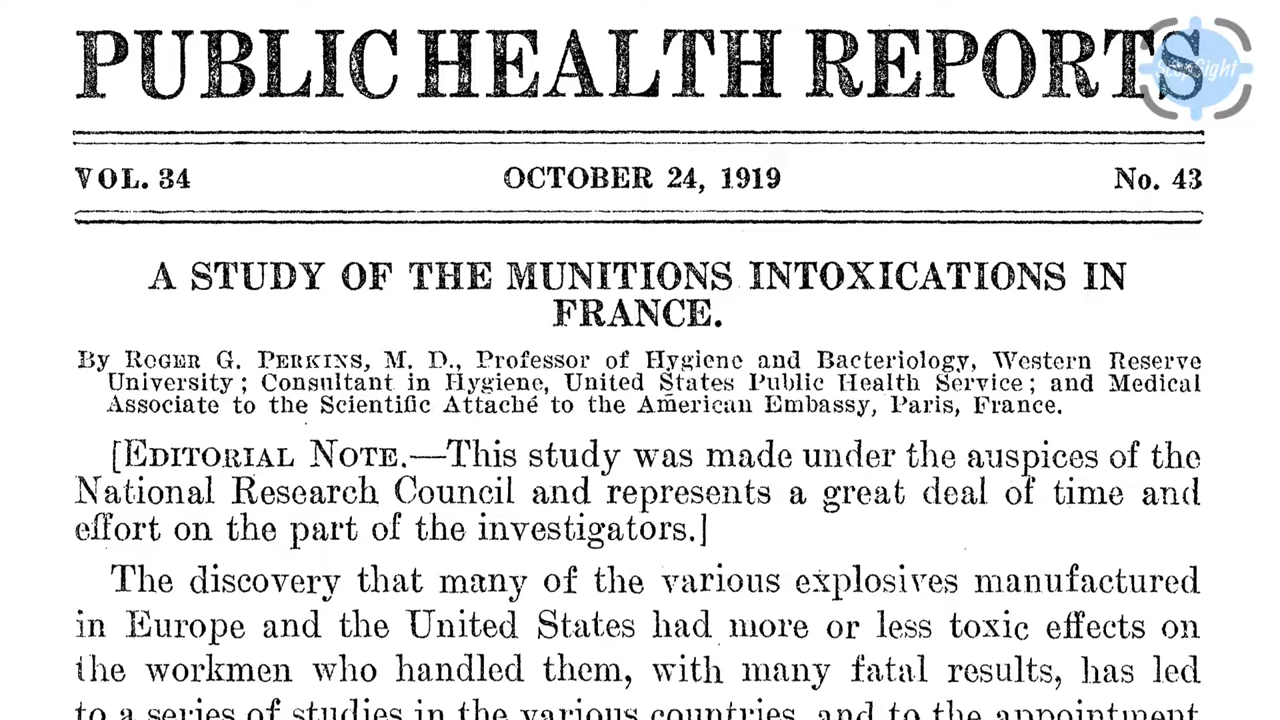 PUBLIC HEALTH REPORTS
VOL. 34 OCTOBER 24, 1919 No. 43
A STUDY OF THE MUNITIONS INTOXICATIONS IN
FRANCE.
By ROGER G. PERKINS, M. D., Professor of Hygiene and Bacteriology, Western Reserve
University; Consultant in Hygiene, United States Public Health Service; and Medical
Associate to the Scientific Attaché to the American Embassy, Paris, France.
[EDITORIAL NOTE.—This study was made under the auspices of the
National Research Council and represents a great deal of time and
effort on the part of the investigators.]
The discovery that many of the various explosives manufactured
in Europe and the United States had more or less toxic effects on
the workmen who handled them, with many fatal results, has led
to a series of studies in the various countries, and to the appointment